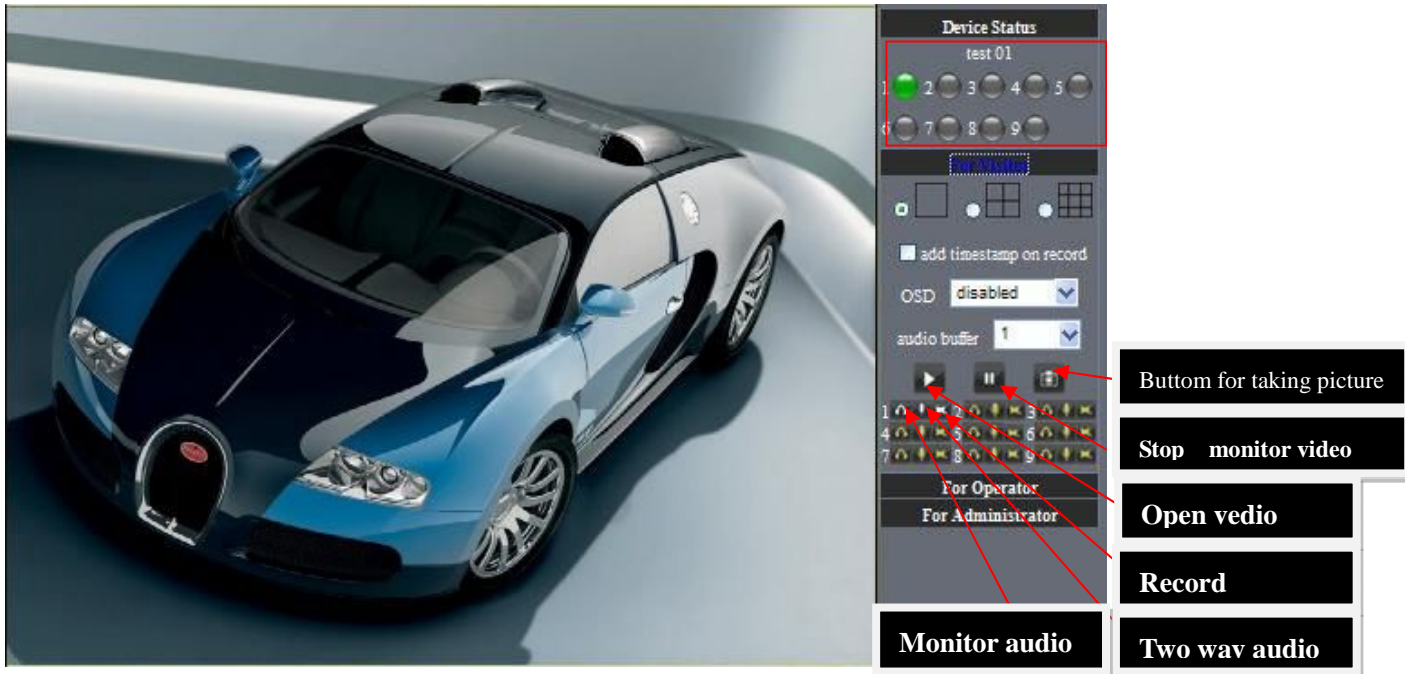 Device Status
test 01
1 2 3 4 5
6 7 8 9
For Visitor
add timestamp on record
OSD disabled
audio buffer 1
1 2 3
4 5 6
7 8 9
For Operator
For Administrator
Buttom for taking picture
Stop monitor video
Open vedio
Record
Monitor audio
Two way audio